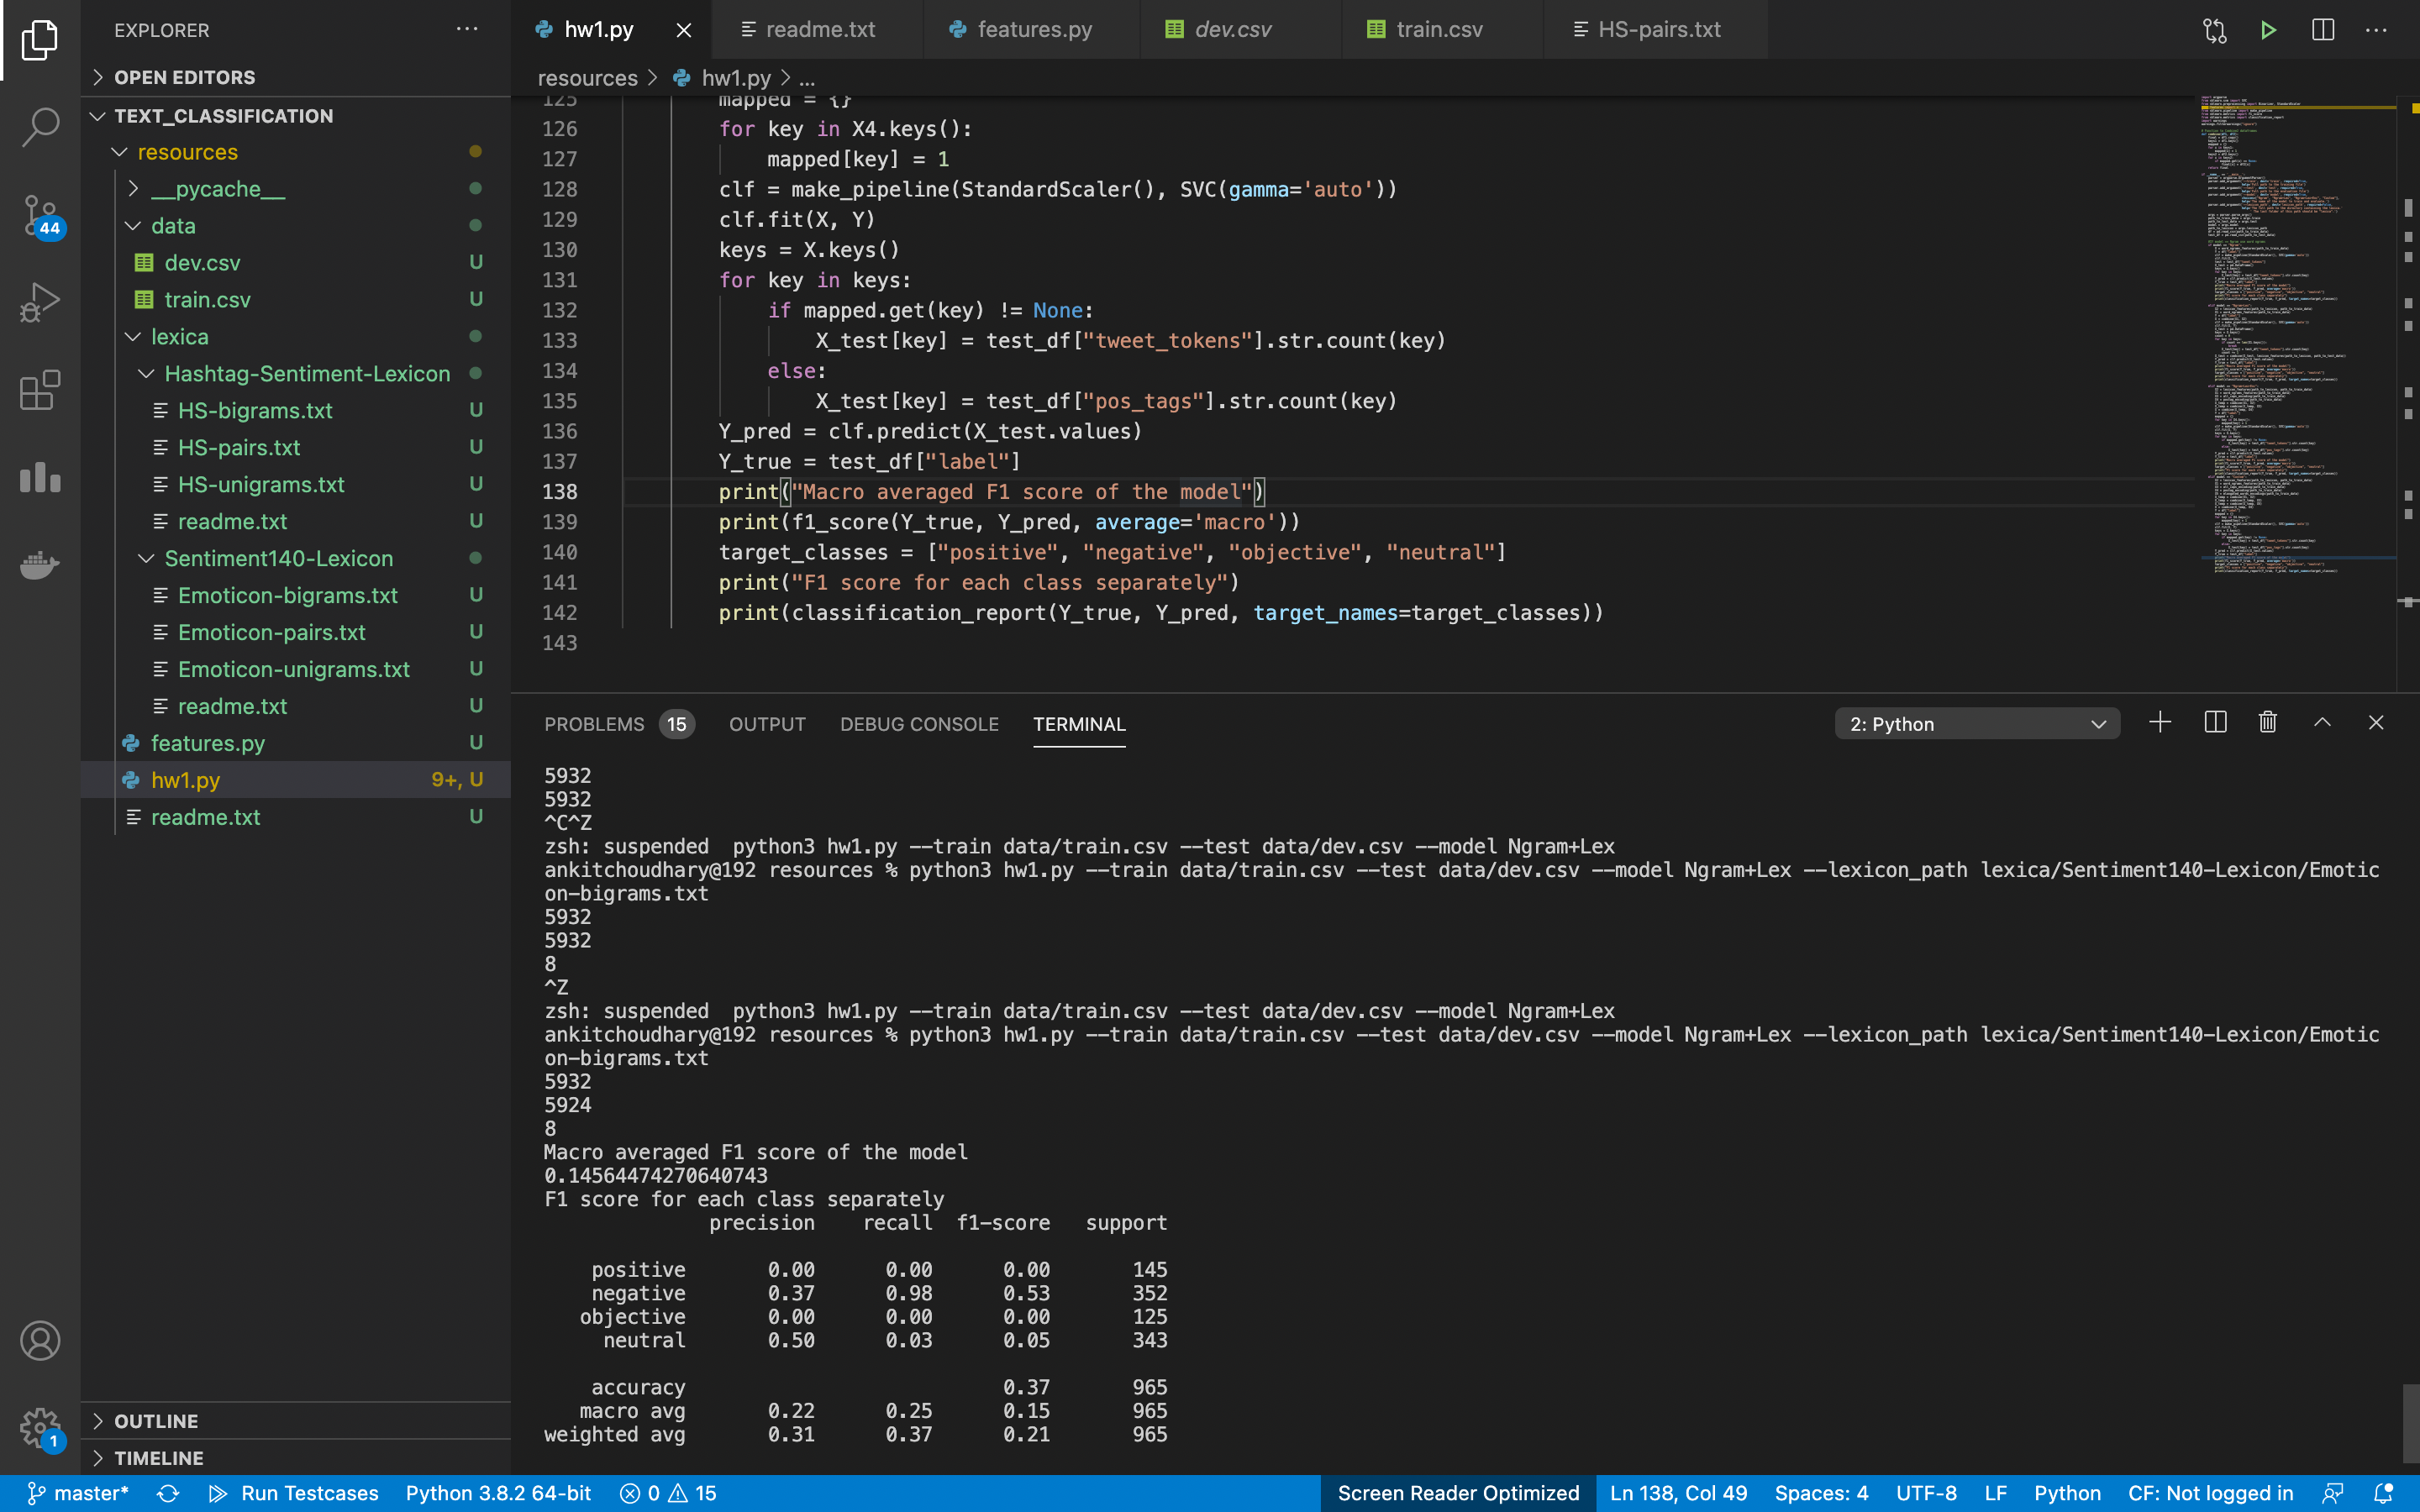 EXPLORER
hw1.py
readme.txt
features.py
dev.csv
train.csv
HS-pairs.txt
OPEN EDITORS
resources > hw1.py > ...
TEXT_CLASSIFICATION
resources
__pycache__
data
dev.csv U
train.csv U
lexica
Hashtag-Sentiment-Lexicon
HS-bigrams.txt U
HS-pairs.txt U
HS-unigrams.txt U
readme.txt U
Sentiment140-Lexicon
Emoticon-bigrams.txt U
Emoticon-pairs.txt U
Emoticon-unigrams.txt U
readme.txt U
features.py U
hw1.py 9+, U
readme.txt U
OUTLINE
TIMELINE
44
1
125 mapped = {}
126 for key in X4.keys():
127 mapped[key] = 1
128 clf = make_pipeline(StandardScaler(), SVC(gamma='auto'))
129 clf.fit(X, Y)
130 keys = X.keys()
131 for key in keys:
132 if mapped.get(key) != None:
133 X_test[key] = test_df["tweet_tokens"].str.count(key)
134 else:
135 X_test[key] = test_df["pos_tags"].str.count(key)
136 Y_pred = clf.predict(X_test.values)
137 Y_true = test_df["label"]
138 print("Macro averaged F1 score of the model")
139 print(f1_score(Y_true, Y_pred, average='macro'))
140 target_classes = ["positive", "negative", "objective", "neutral"]
141 print("F1 score for each class separately")
142 print(classification_report(Y_true, Y_pred, target_names=target_classes))
143
PROBLEMS 15 OUTPUT DEBUG CONSOLE TERMINAL 2: Python
5932
5932
^C^Z
zsh: suspended  python3 hw1.py --train data/train.csv --test data/dev.csv --model Ngram+Lex
ankitchoudhary@192 resources % python3 hw1.py --train data/train.csv --test data/dev.csv --model Ngram+Lex --lexicon_path lexica/Sentiment140-Lexicon/Emotic
on-bigrams.txt
5932
5932
8
^Z
zsh: suspended  python3 hw1.py --train data/train.csv --test data/dev.csv --model Ngram+Lex
ankitchoudhary@192 resources % python3 hw1.py --train data/train.csv --test data/dev.csv --model Ngram+Lex --lexicon_path lexica/Sentiment140-Lexicon/Emotic
on-bigrams.txt
5932
5924
8
Macro averaged F1 score of the model
0.14564474270640743
F1 score for each class separately
precision recall f1-score support
positive 0.00 0.00 0.00 145
negative 0.37 0.98 0.53 352
objective 0.00 0.00 0.00 125
neutral 0.50 0.03 0.05 343
accuracy 0.37 965
macro avg 0.22 0.25 0.15 965
weighted avg 0.31 0.37 0.21 965
master* Run Testcases Python 3.8.2 64-bit 0 15 Screen Reader Optimized Ln 138, Col 49 Spaces: 4 UTF-8 LF Python CF: Not logged in